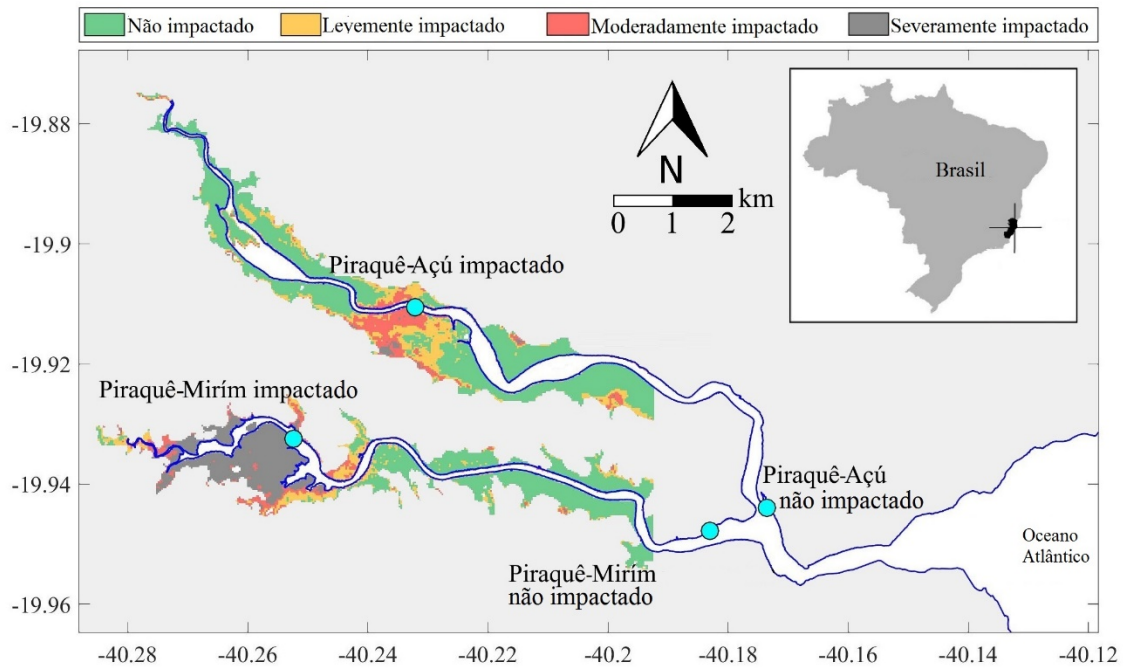 Não impactado
Levemente impactado
Moderadamente impactado
Severamente impactado
-19.88
-19.9
-19.92
-19.94
-19.96
N
km
0 1 2
Brasil
Piraquê-Açú impactado
Piraquê-Mirím impactado
Piraquê-Açú
não impactado
Piraquê-Mirím
não impactado
Oceano
Atlântico
-40.28 -40.26 -40.24 -40.22 -40.2 -40.18 -40.16 -40.14 -40.12